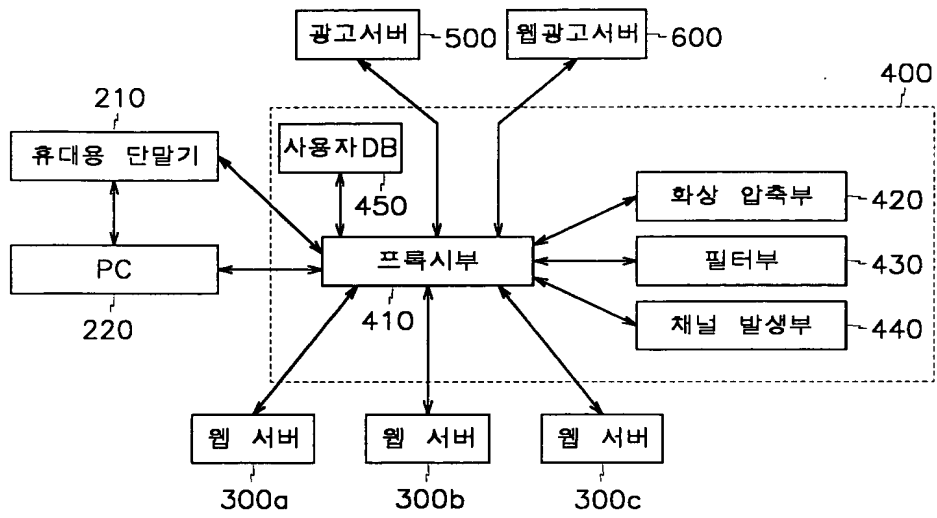 광고서버
500
웹광고서버
600
400
210
휴대용 단말기
사용자DB
450
화상 압축부
420
PC
220
프록시부
410
필터부
430
채널 발생부
440
웹 서버
300a
웹 서버
300b
웹 서버
300c